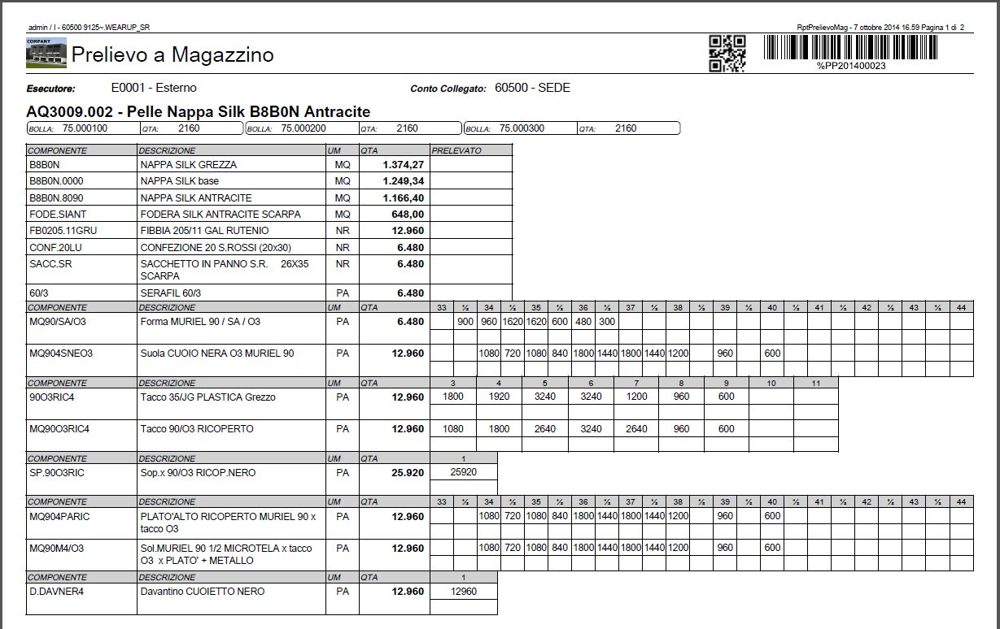 admin / I - 60500 9125~.WEARUP_SR
RptPrelievoMag - 7 ottobre 2014 16.59 Pagina 1 di 2
COMPANY
Prelievo a Magazzino
%PP201400023
Esecutore: E0001 - Esterno Conto Collegato: 60500 - SEDE
AQ3009.002 - Pelle Nappa Silk B8B0N Antracite
BOLLA: 75.000100 QTA: 2160 BOLLA: 75.000200 QTA: 2160 BOLLA: 75.000300 QTA: 2160
COMPONENTE DESCRIZIONE UM QTA PRELEVATO
B8B0N NAPPA SILK GREZZA MQ 1.374,27
B8B0N.0000 NAPPA SILK base MQ 1.249,34
B8B0N.8090 NAPPA SILK ANTRACITE MQ 1.166,40
FODE.SIANT FODERA SILK ANTRACITE SCARPA MQ 648,00
FB0205.11GRU FIBBIA 205/11 GAL RUTENIO NR 12.960
CONF.20LU CONFEZIONE 20 S.ROSSI (20x30) NR 6.480
SACC.SR SACCHETTO IN PANNO S.R. 26X35 NR 6.480
SCARPA
60/3 SERAFIL 60/3 PA 6.480
COMPONENTE DESCRIZIONE UM QTA 33 ½ 34 ½ 35 ½ 36 ½ 37 ½ 38 ½ 39 ½ 40 ½ 41 ½ 42 ½ 43 ½ 44
MQ90/SA/O3 Forma MURIEL 90 / SA / O3 PA 6.480 900 960 1620 1620 600 480 300
MQ904SNEO3 Suola CUOIO NERA O3 MURIEL 90 PA 12.960 1080 720 1080 840 1800 1440 1800 1440 1200 960 600
COMPONENTE DESCRIZIONE UM QTA 3 4 5 6 7 8 9 10 11
90O3RIC4 Tacco 35/JG PLASTICA Grezzo PA 12.960 1800 1920 3240 3240 1200 960 600
MQ90O3RIC4 Tacco 90/O3 RICOPERTO PA 12.960 1080 1800 2640 3240 2640 960 600
COMPONENTE DESCRIZIONE UM QTA 1
SP.90O3RIC Sop.x 90/O3 RICOP.NERO PA 25.920 25920
COMPONENTE DESCRIZIONE UM QTA 33 ½ 34 ½ 35 ½ 36 ½ 37 ½ 38 ½ 39 ½ 40 ½ 41 ½ 42 ½ 43 ½ 44
MQ904PARIC PLATO'ALTO RICOPERTO MURIEL 90 x PA 12.960 1080 720 1080 840 1800 1440 1800 1440 1200 960 600
tacco O3
MQ90M4/O3 Sol.MURIEL 90 1/2 MICROTELA x tacco PA 12.960 1080 720 1080 840 1800 1440 1800 1440 1200 960 600
O3 x PLATO' + METALLO
COMPONENTE DESCRIZIONE UM QTA 1
D.DAVNER4 Davantino CUOIETTO NERO PA 12.960 12960